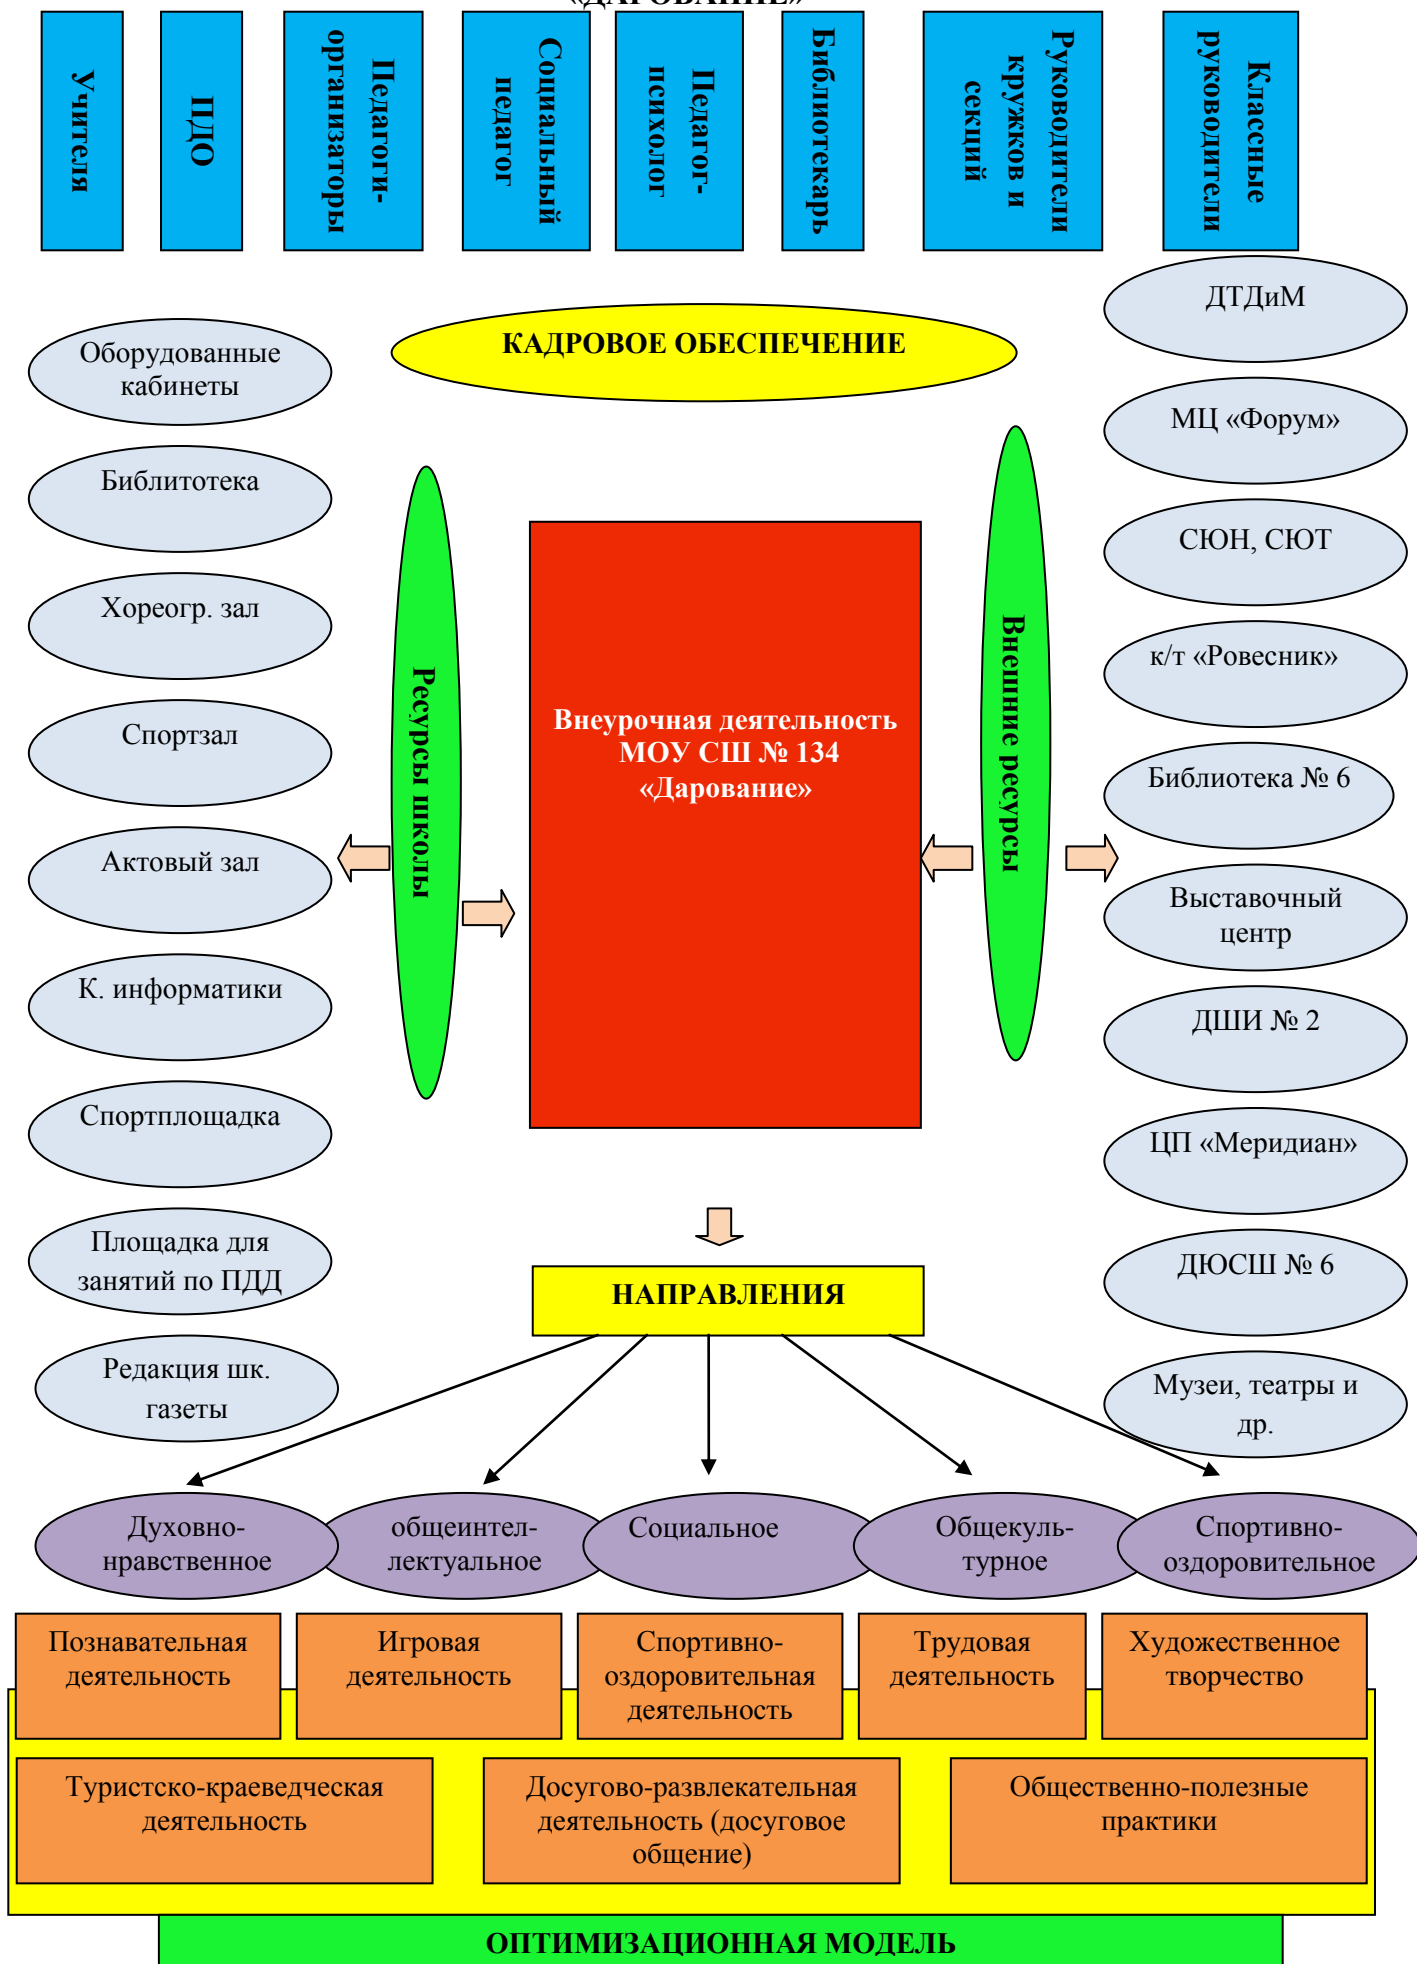 «ДАРОВАНИЕ»
Учителя
ПДО
Педагоги-
организаторы
Социальный
педагог
Педагог-
психолог
Библиотекарь
Руководители
кружков и
секций
Классные
руководители
КАДРОВОЕ ОБЕСПЕЧЕНИЕ
Оборудованные
кабинеты
Библитотека
Хореогр. зал
Спортзал
Актовый зал
К. информатики
Спортплощадка
Площадка для
занятий по ПДД
Редакция шк.
газеты
Ресурсы школы
Внеурочная деятельность
МОУ СШ № 134
«Дарование»
Внешние ресурсы
ДТДиМ
МЦ «Форум»
СЮН, СЮТ
к/т «Ровесник»
Библиотека № 6
Выставочный
центр
ДШИ № 2
ЦП «Меридиан»
ДЮСШ № 6
Музеи, театры и
др.
НАПРАВЛЕНИЯ
Духовно-
нравственное
общеинтел-
лектуальное
Социальное
Общекуль-
турное
Спортивно-
оздоровительное
Познавательная
деятельность
Игровая
деятельность
Спортивно-
оздоровительная
деятельность
Трудовая
деятельность
Художественное
творчество
Туристско-краеведческая
деятельность
Досугово-развлекательная
деятельность (досуговое
общение)
Общественно-полезные
практики
ОПТИМИЗАЦИОННАЯ МОДЕЛЬ